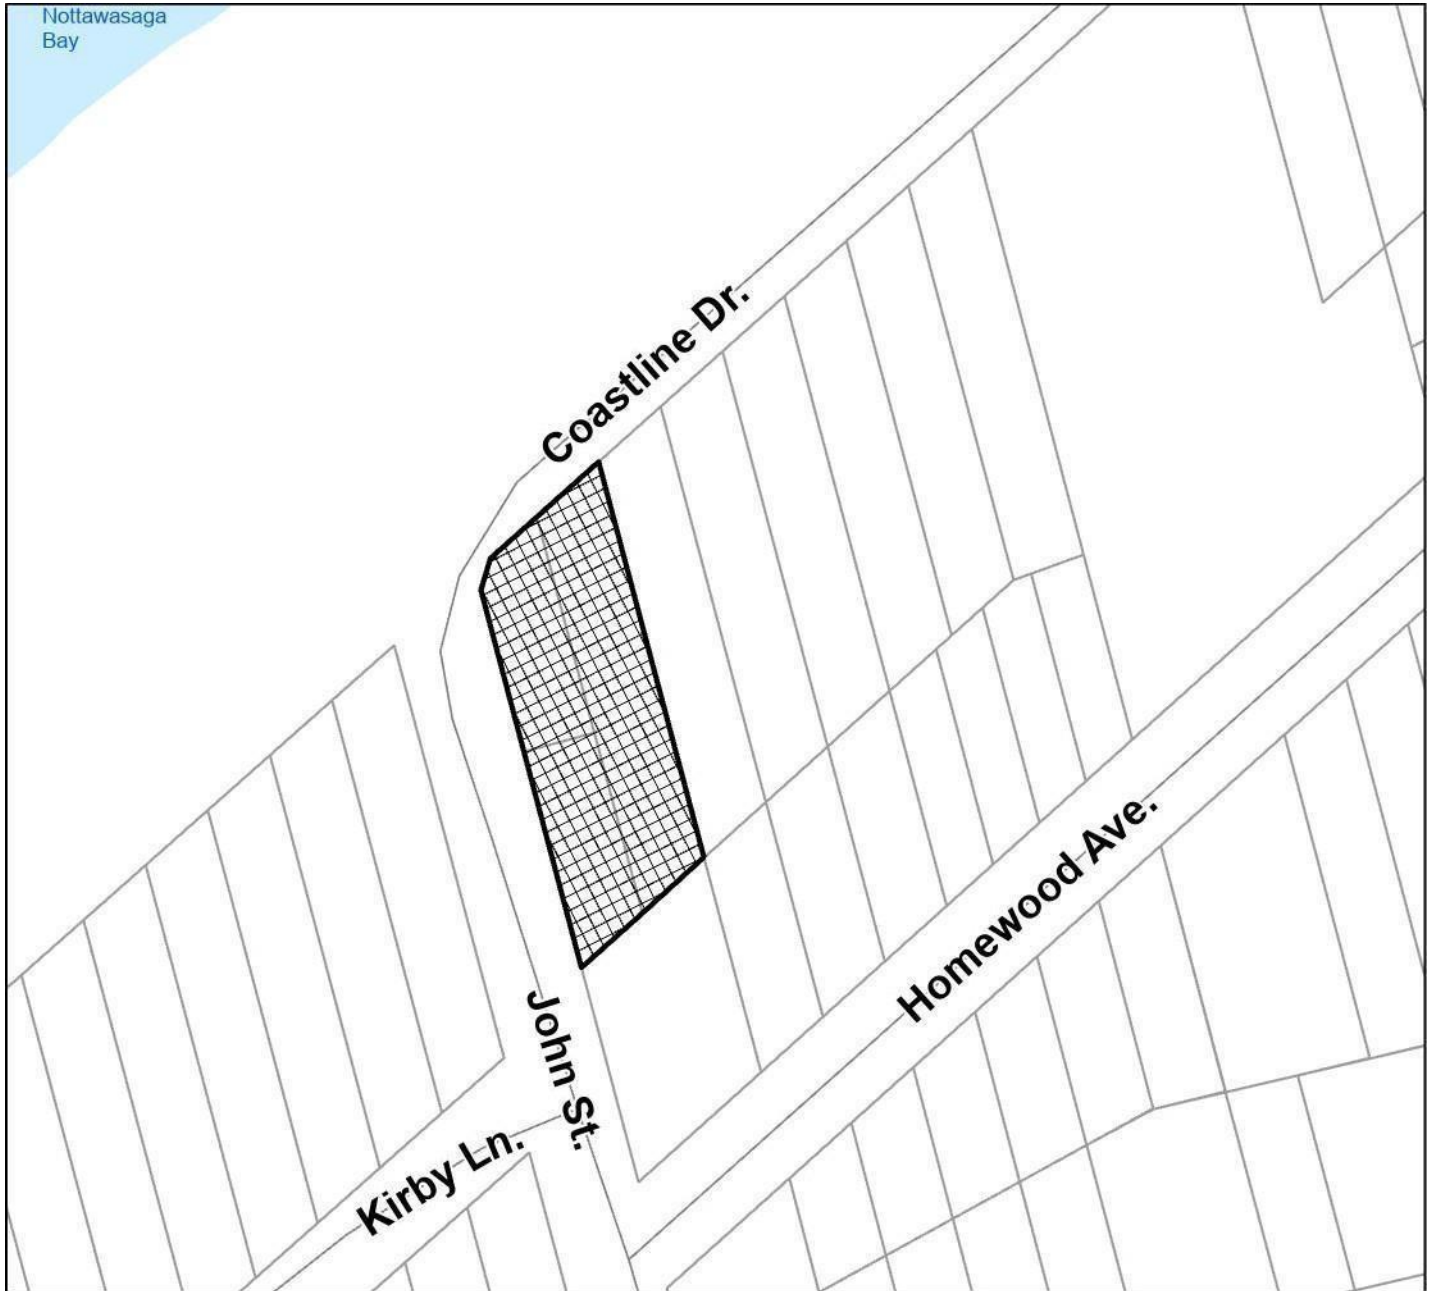 Nottawasaga
Bay
Coastline Dr.
Homewood Ave.
John St.
Kirby Ln.